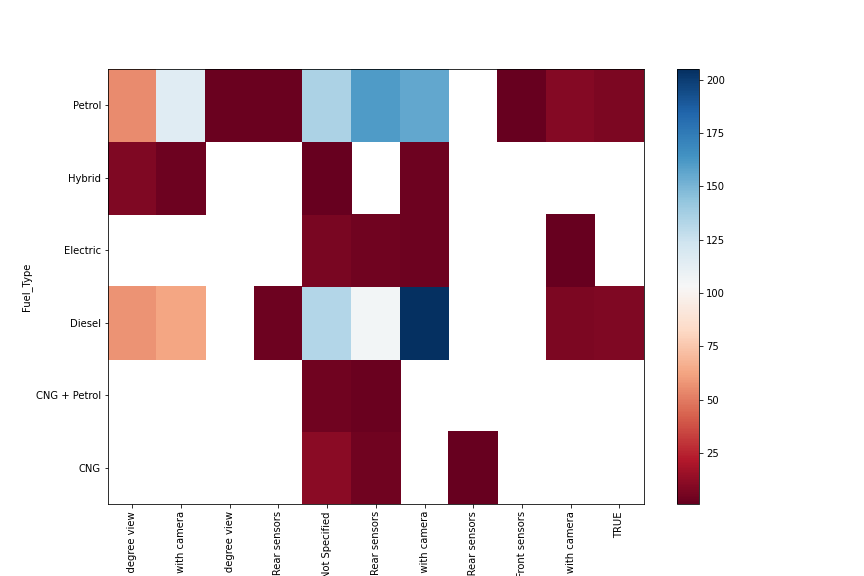 Petrol
Hybrid
Electric
Diesel
CNG + Petrol
CNG
Fuel_Type
degree view
with camera
degree view
Rear sensors
Not Specified
Rear sensors
with camera
Rear sensors
Front sensors
with camera
TRUE
200
175
150
125
100
75
50
25